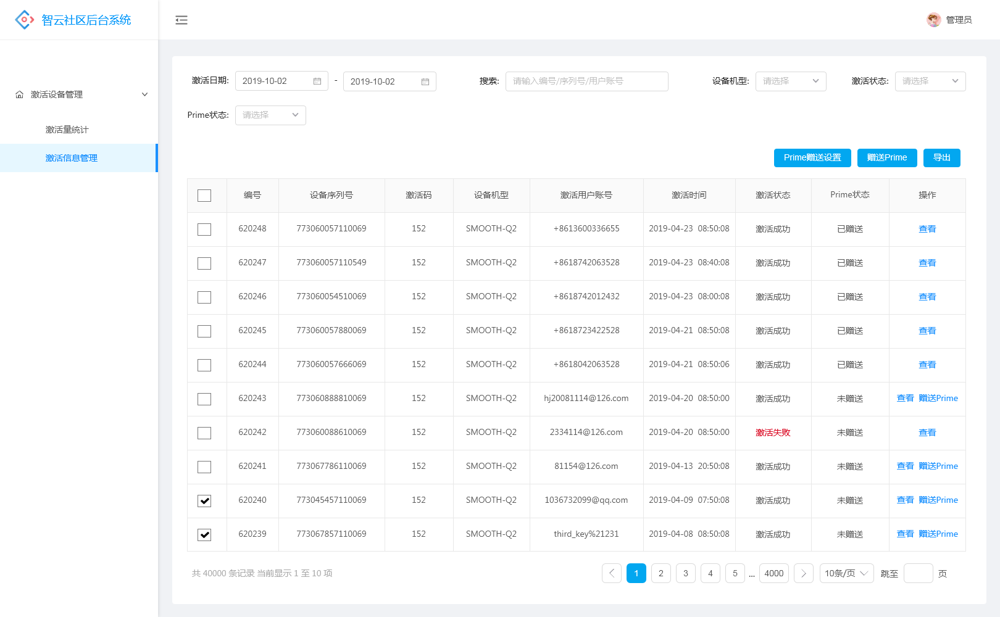 智云社区后台系统
管理员
激活设备管理
激活量统计
激活信息管理
激活日期: 2019-10-02 - 2019-10-02 搜索: 请输入编号/序列号/用户账号 设备机型: 请选择 激活状态: 请选择
Prime状态: 请选择
Prime赠送设置 赠送Prime 导出
编号 设备序列号 激活码 设备机型 激活用户账号 激活时间 激活状态 Prime状态 操作
620248 773060057110069 152 SMOOTH-Q2 +8613600336655 2019-04-23 08:50:08 激活成功 已赠送 查看
620247 773060057110549 152 SMOOTH-Q2 +8618742063528 2019-04-23 08:40:08 激活成功 已赠送 查看
620246 773060054510069 152 SMOOTH-Q2 +8618742012432 2019-04-23 08:00:08 激活成功 已赠送 查看
620245 773060057880069 152 SMOOTH-Q2 +8618723422528 2019-04-21 08:50:08 激活成功 已赠送 查看
620244 773060057666069 152 SMOOTH-Q2 +8618042063528 2019-04-21 08:50:06 激活成功 已赠送 查看
620243 773060888810069 152 SMOOTH-Q2 hj20081114@126.com 2019-04-20 08:50:00 激活成功 未赠送 查看 赠送Prime
620242 773060088610069 152 SMOOTH-Q2 2334114@126.com 2019-04-20 08:50:00 激活失败 未赠送 查看
620241 773067786110069 152 SMOOTH-Q2 81154@126.com 2019-04-13 20:50:08 激活成功 未赠送 查看 赠送Prime
620240 773045457110069 152 SMOOTH-Q2 1036732099@qq.com 2019-04-09 07:50:08 激活成功 未赠送 查看 赠送Prime
620239 773067857110069 152 SMOOTH-Q2 third_key%21231 2019-04-08 08:50:08 激活成功 未赠送 查看 赠送Prime
共 40000 条记录 当前显示 1 至 10 项 1 2 3 4 5 ... 4000 10条/页 跳至 页